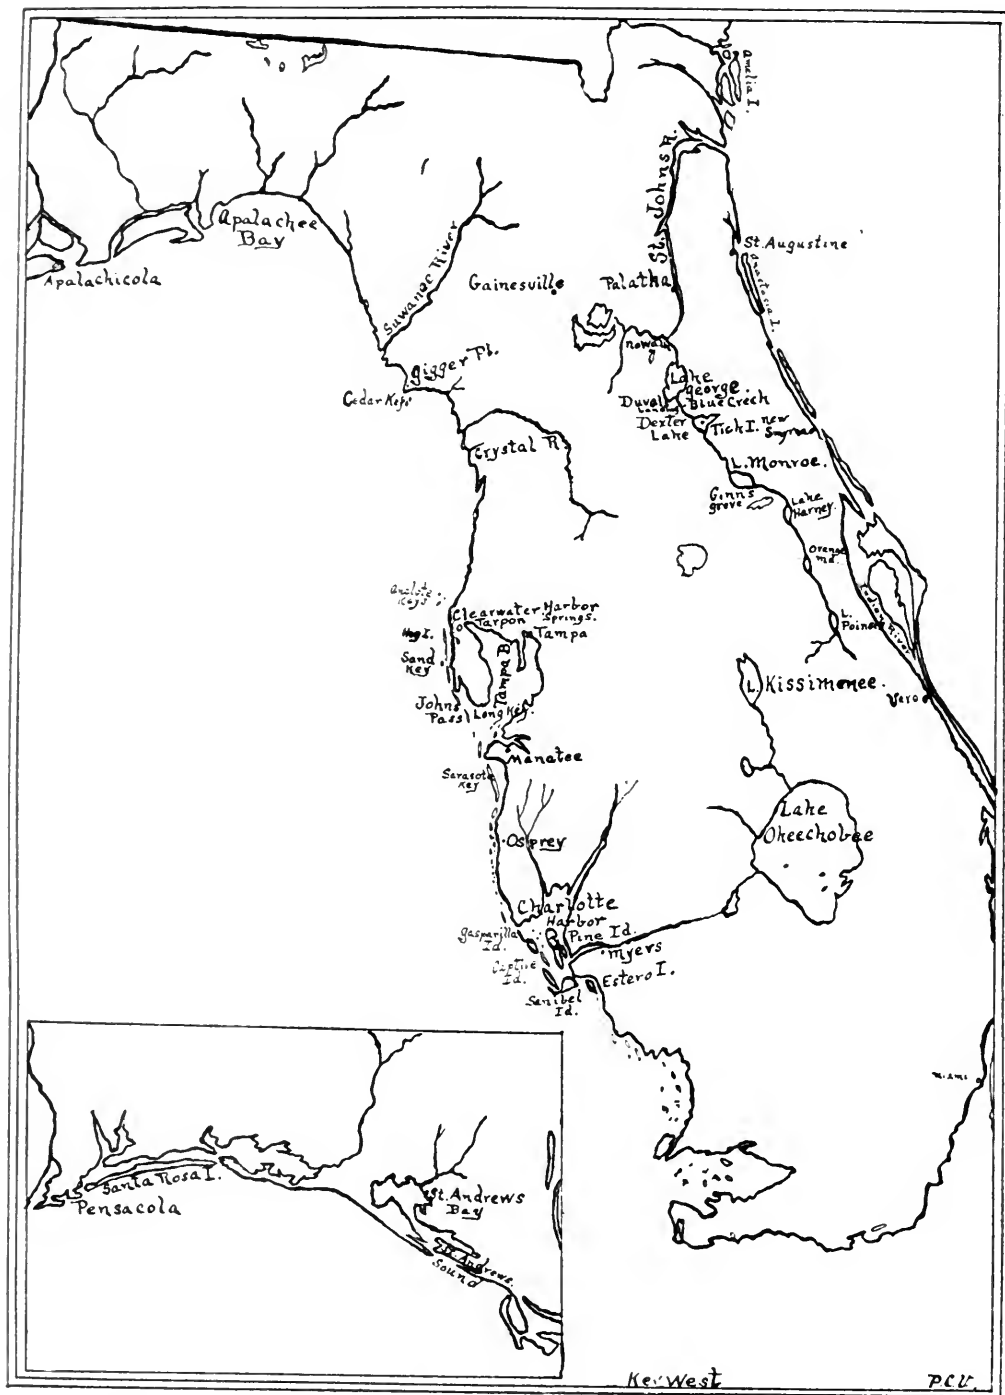 Amelia I.
St. Johns R.
Apalachee
Bay
Apalachicola
Suwanoc River
Gainesville
Palatka
St. Augustine
Anastasia I.
Gigger Pt.
Cedar Keys
Lake
George.
Duval
Landing
Blue Creek
Dexter
Lake
Tick I.
New
Smyrna
Crystal R.
L. Monroe.
Ginns
grove
Lake
Harney.
Orange
Md.
Anclote
Keys
Clearwater Harbor
Tarpon Springs.
Tampa
Hog I.
Sand
Key
Tampa B.
Johns
Pass
Long Key.
L.
Poinsett
Indian River
L. Kissimmee.
Vero
Manatee
Sarasota
Key
Osprey
Lake
Okeechobee
Charlotte
Harbor
Gasparilla
Id.
Pine Id.
Myers
Captive
Id.
Estero I.
Sanibel
Id.
Miami
Santa Rosa I.
Pensacola
St. Andrews
Bay
St. Andrews
Sound
Key West
P.C.U.